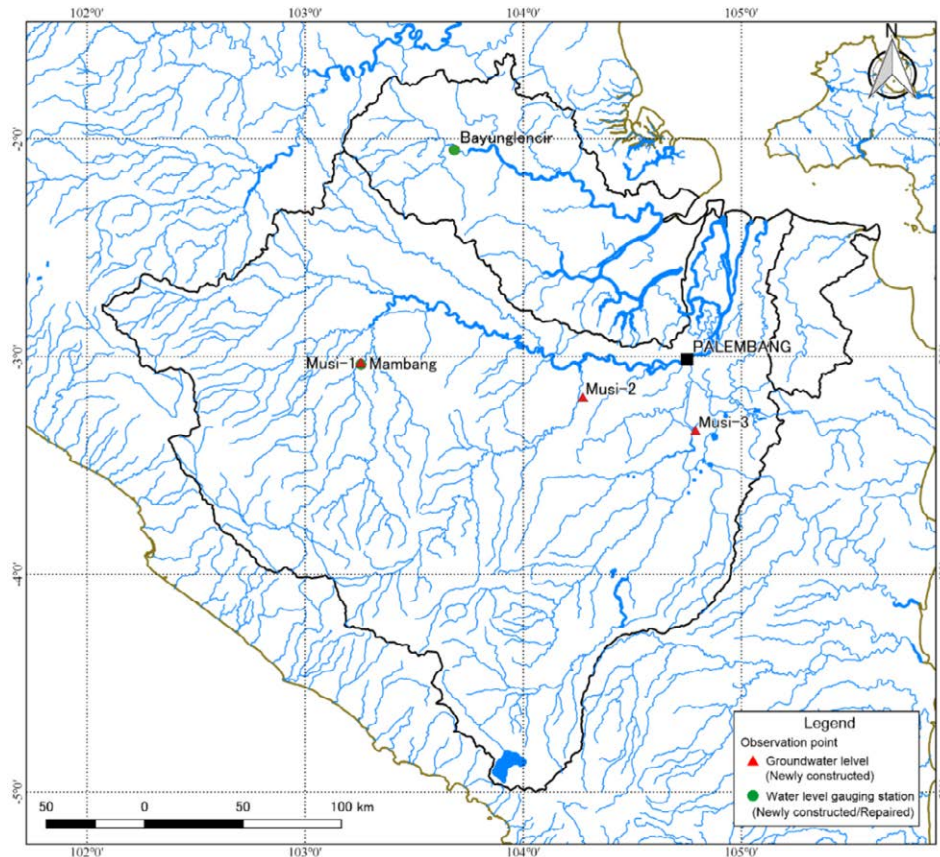 102°0' 103°0' 104°0' 105°0'
N
-2°0'
Bayunglencir
-3°0'
PALEMBANG
Musi-1 Mambang
Musi-2
Musi-3
-4°0'
-5°0'
50 0 50 100 km
Legend
Observation point
Groundwater lelvel
(Newly constructed)
Water level gauging station
(Newly constructed/Repaired)
102°0' 103°0' 104°0' 105°0'